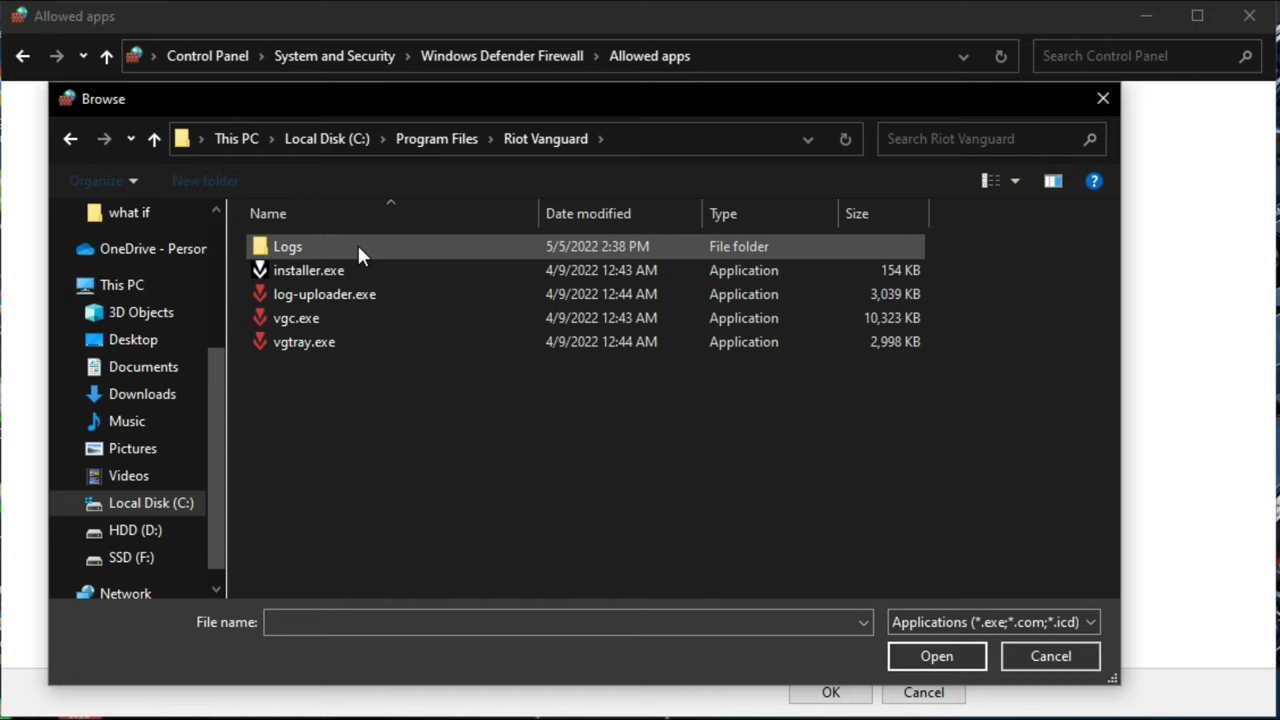 Allowed apps
Control Panel System and Security Windows Defender Firewall Allowed apps Search Control Panel
Browse
This PC Local Disk (C:) Program Files Riot Vanguard Search Riot Vanguard
Organize New folder
Name Date modified Type Size
what if
OneDrive - Person
This PC
3D Objects
Desktop
Documents
Downloads
Music
Pictures
Videos
Local Disk (C:)
HDD (D:)
SSD (F:)
Network
Logs 5/5/2022 2:38 PM File folder
installer.exe 4/9/2022 12:43 AM Application 154 KB
log-uploader.exe 4/9/2022 12:44 AM Application 3,039 KB
vgc.exe 4/9/2022 12:43 AM Application 10,323 KB
vgtray.exe 4/9/2022 12:44 AM Application 2,998 KB
File name: Applications (*.exe;*.com;*.icd)
Open Cancel
OK Cancel